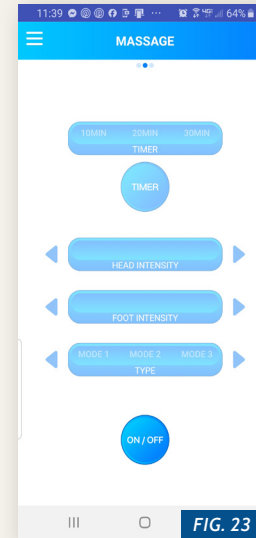 11:39 64%
MASSAGE
10MIN 20MIN 30MIN
TIMER
TIMER
HEAD INTENSITY
FOOT INTENSITY
MODE 1 MODE 2 MODE 3
TYPE
ON / OFF
FIG. 23